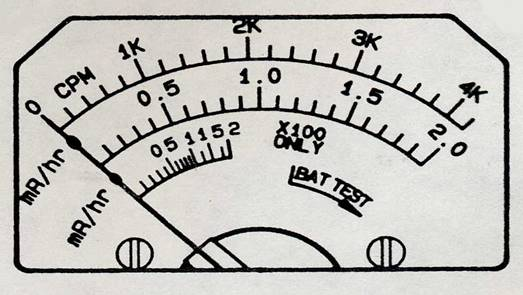 0 CPM 1K 2K 3K 4K
mR/hr 0.5 1.0 1.5 2.0
mR/hr 0 5 1 1.5 2 X100
ONLY
BAT TEST